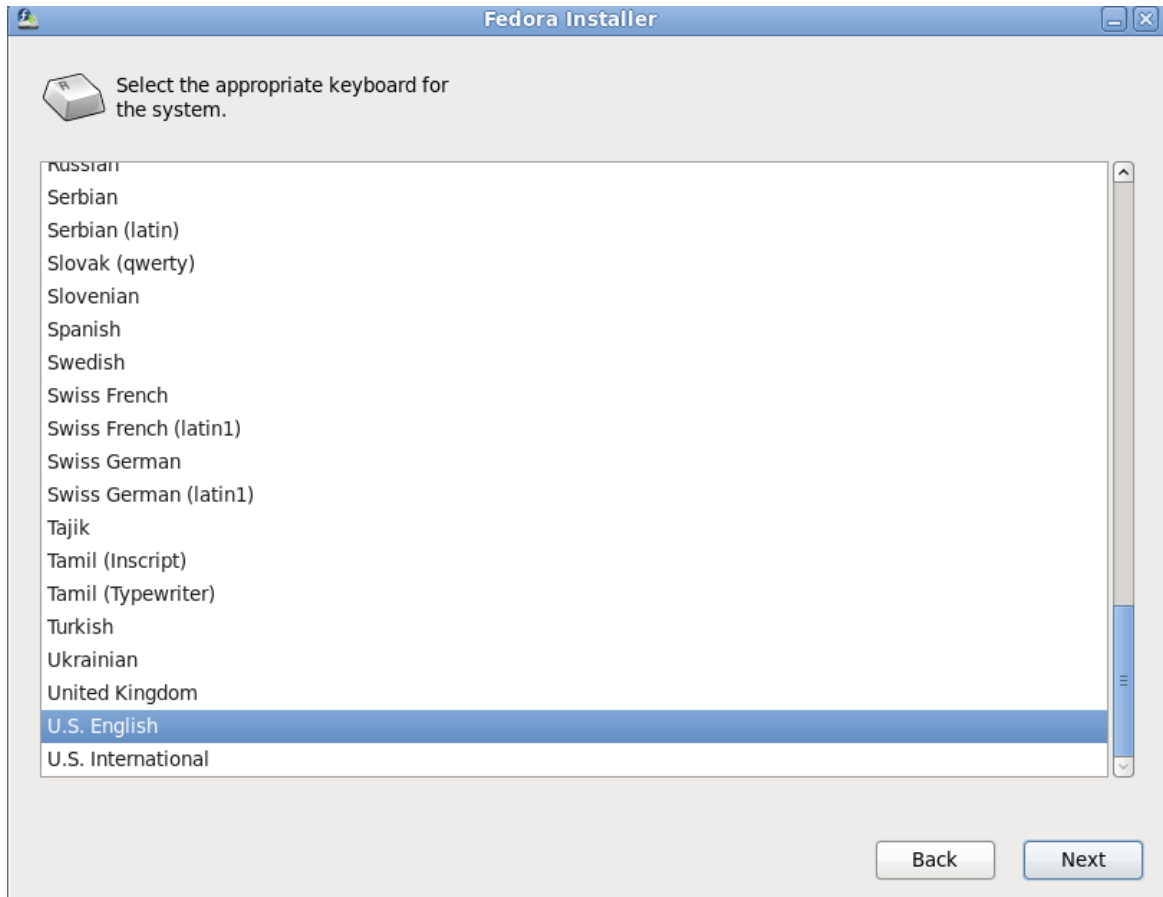 Fedora Installer
Select the appropriate keyboard for
the system.
Russian
Serbian
Serbian (latin)
Slovak (qwerty)
Slovenian
Spanish
Swedish
Swiss French
Swiss French (latin1)
Swiss German
Swiss German (latin1)
Tajik
Tamil (Inscript)
Tamil (Typewriter)
Turkish
Ukrainian
United Kingdom
U.S. English
U.S. International
Back
Next